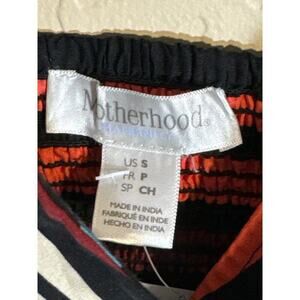 Motherhood
MATERNITY
US S
FR P
SP CH
MADE IN INDIA
FABRIQUÉ EN INDE
HECHO EN INDIA